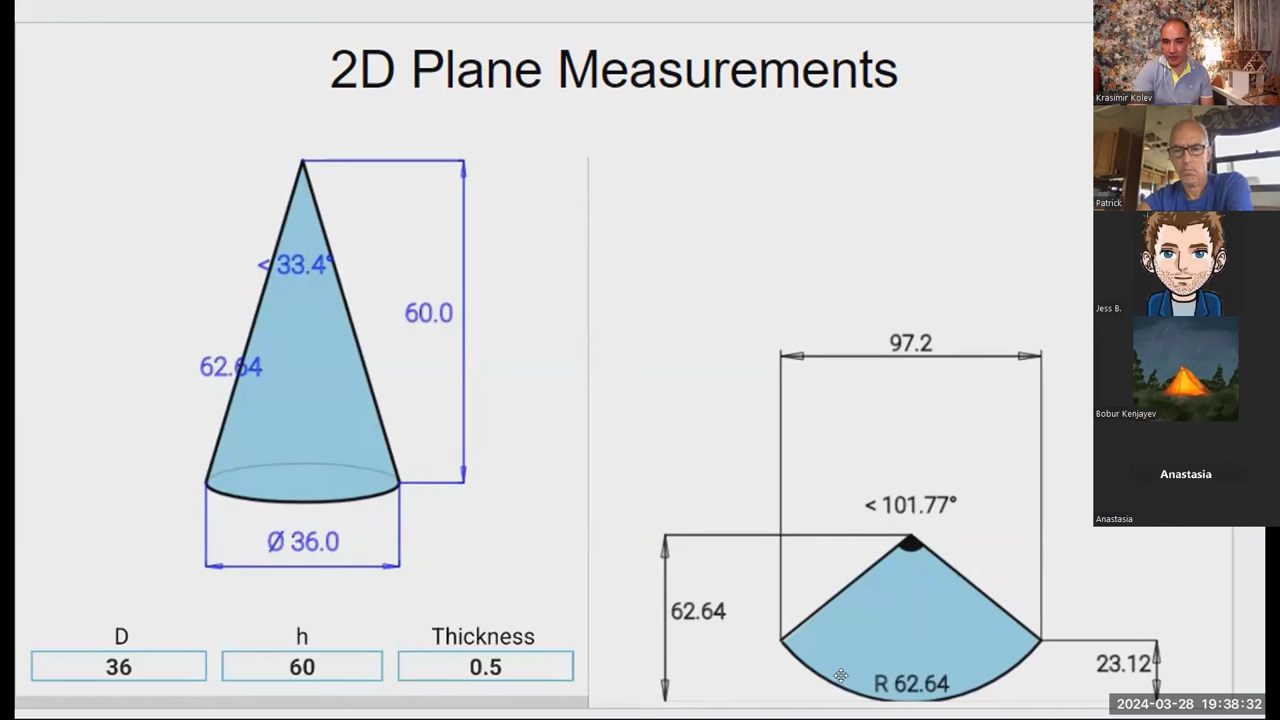 2D Plane Measurements
< 33.4°
60.0
62.64
Ø 36.0
D
h
Thickness
36
60
0.5
97.2
< 101.77°
62.64
23.12
R 62.64
Krasimir Kolev
Patrick
Jess B.
Bobur Kenjayev
Anastasia
Anastasia
2024-03-28 19:38:32